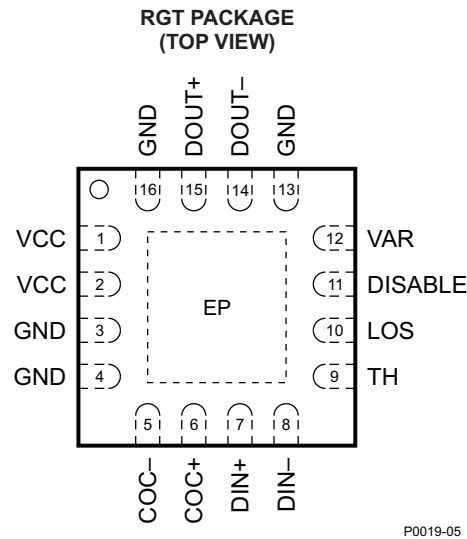 RGT PACKAGE
(TOP VIEW)
GND
DOUT+
DOUT–
GND
16
15
14
13
VCC 1
12 VAR
VCC 2
11 DISABLE
GND 3
10 LOS
GND 4
9 TH
EP
5
6
7
8
COC–
COC+
DIN+
DIN–
P0019-05